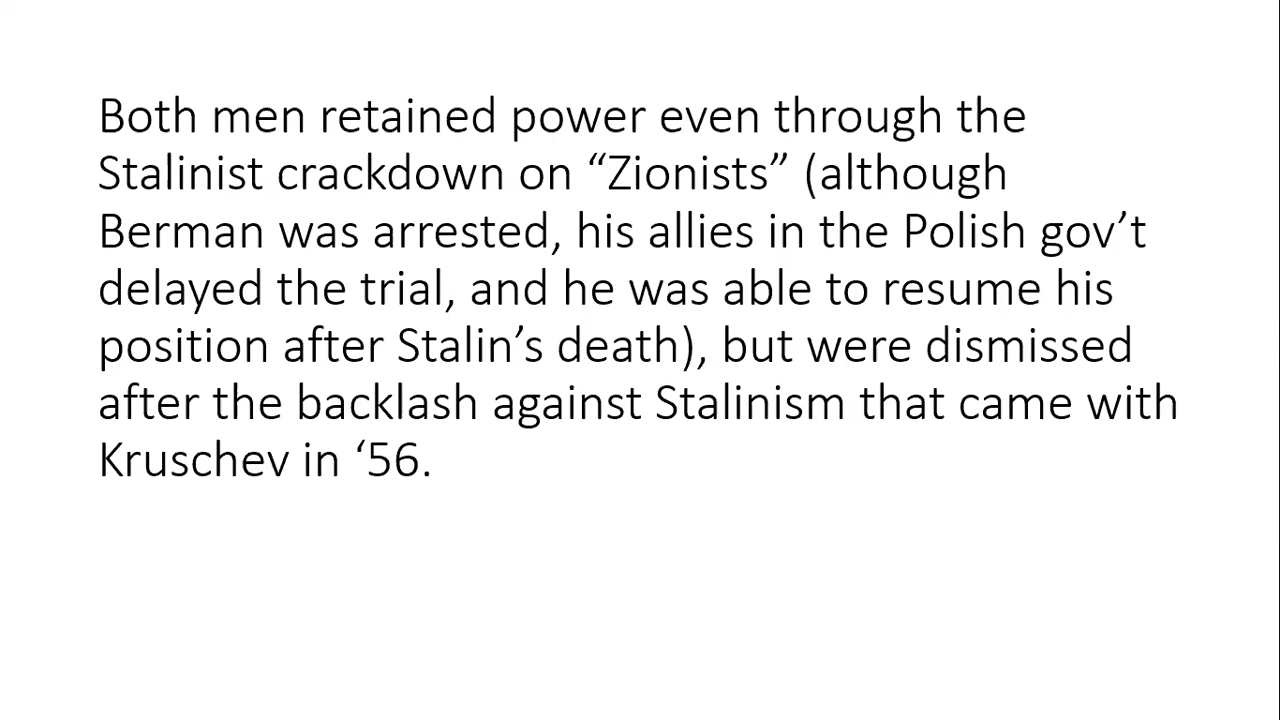 Both men retained power even through the
Stalinist crackdown on “Zionists” (although
Berman was arrested, his allies in the Polish gov’t
delayed the trial, and he was able to resume his
position after Stalin’s death), but were dismissed
after the backlash against Stalinism that came with
Kruschev in ‘56.